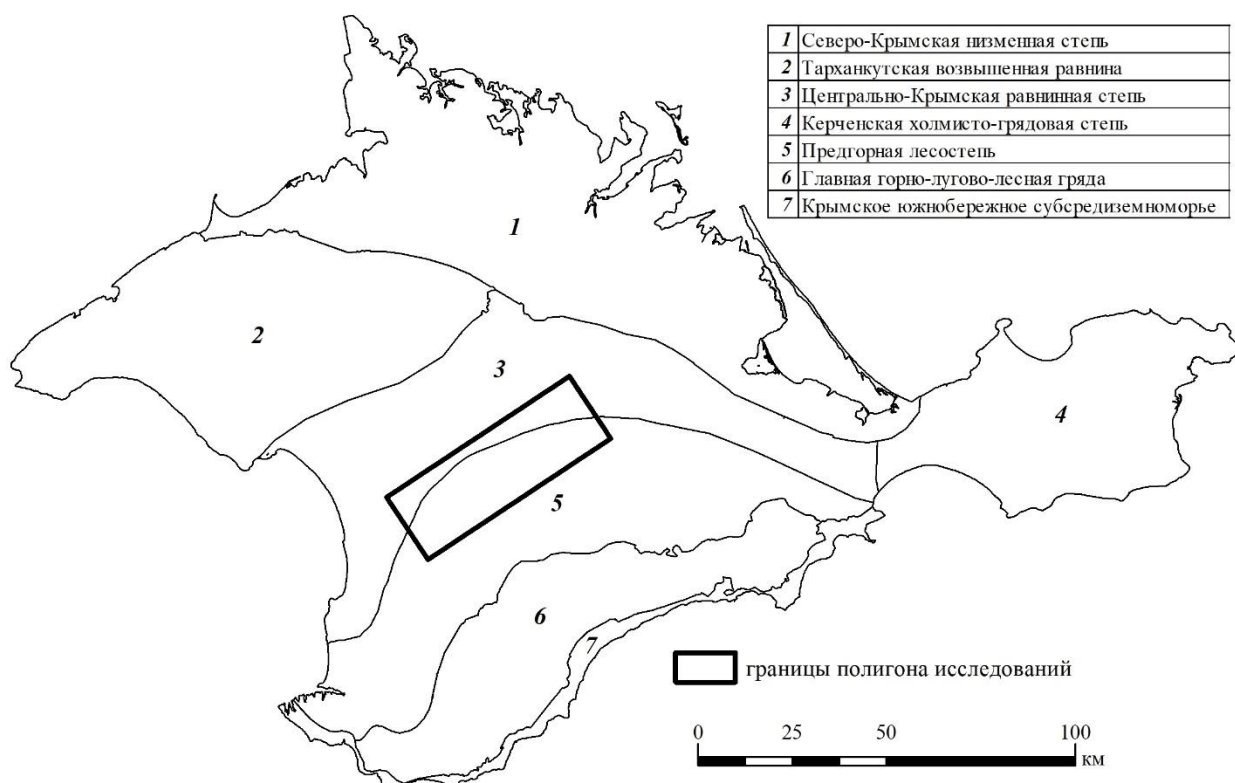 1 Северо-Крымская низменная степь
2 Тарханкутская возвышенная равнина
3 Центрально-Крымская равнинная степь
4 Керченская холмисто-грядовая степь
5 Предгорная лесостепь
6 Главная горно-лугово-лесная гряда
7 Крымское южнобережное субсредиземноморье
1
2
3
4
5
6
7
границы полигона исследований
0 25 50 100
км